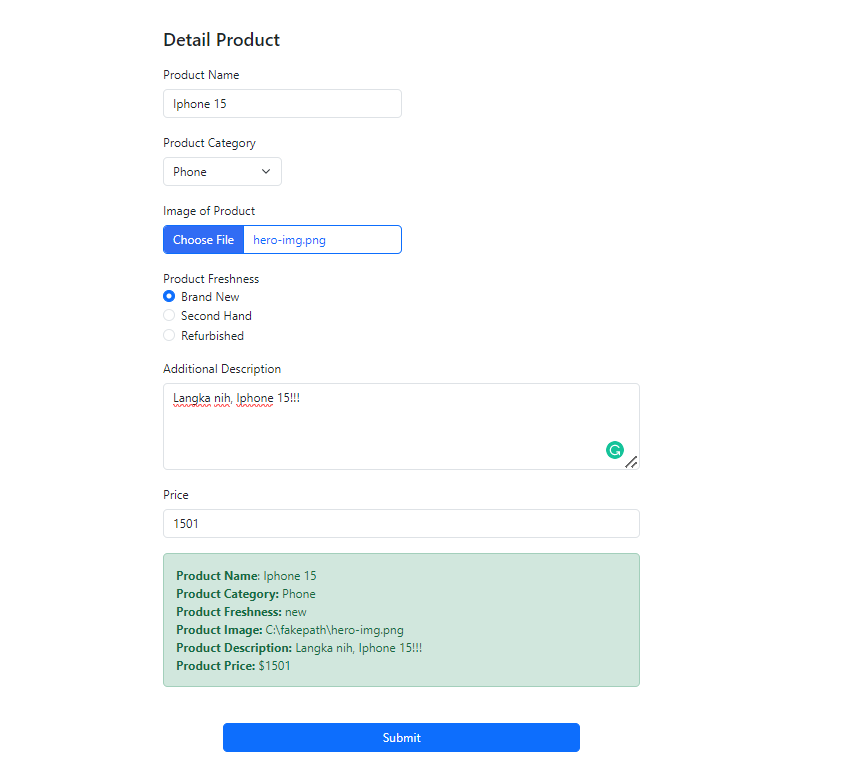 Detail Product
Product Name
Iphone 15
Product Category
Phone
Image of Product
Choose File hero-img.png
Product Freshness
Brand New
Second Hand
Refurbished
Additional Description
Langka nih, Iphone 15!!!
Price
1501
Product Name: Iphone 15
Product Category: Phone
Product Freshness: new
Product Image: C:\fakepath\hero-img.png
Product Description: Langka nih, Iphone 15!!!
Product Price: $1501
Submit